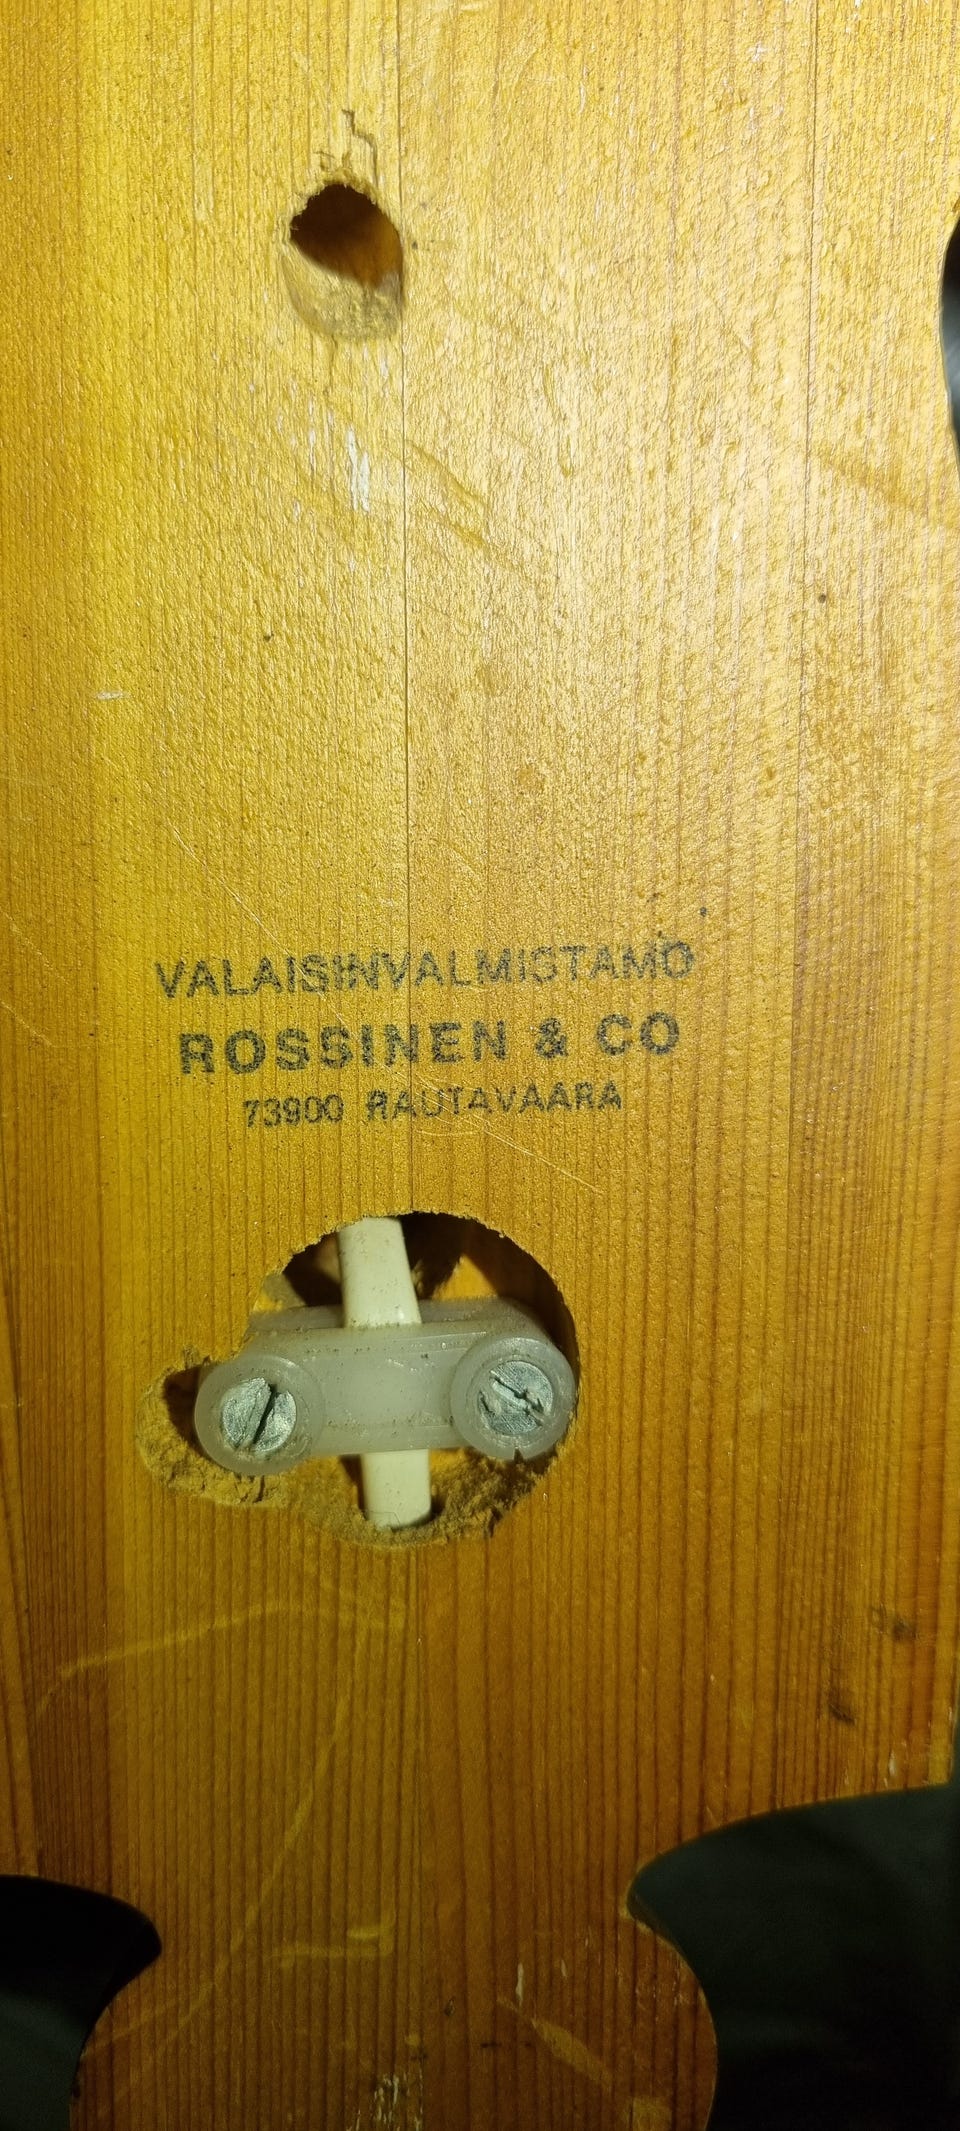 VALAISINVALMISTAMO
ROSSINEN & CO
73900 RAUTAVAARA